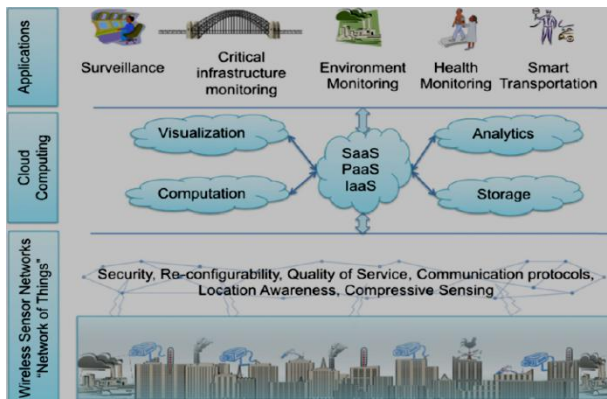 Applications
Surveillance
Critical
infrastructure
monitoring
Environment
Monitoring
Health
Monitoring
Smart
Transportation
Cloud
Computing
Visualization
Computation
SaaS
PaaS
IaaS
Analytics
Storage
Wireless Sensor Networks
"Network of Things"
Security, Re-configurability, Quality of Service, Communication protocols,
Location Awareness, Compressive Sensing